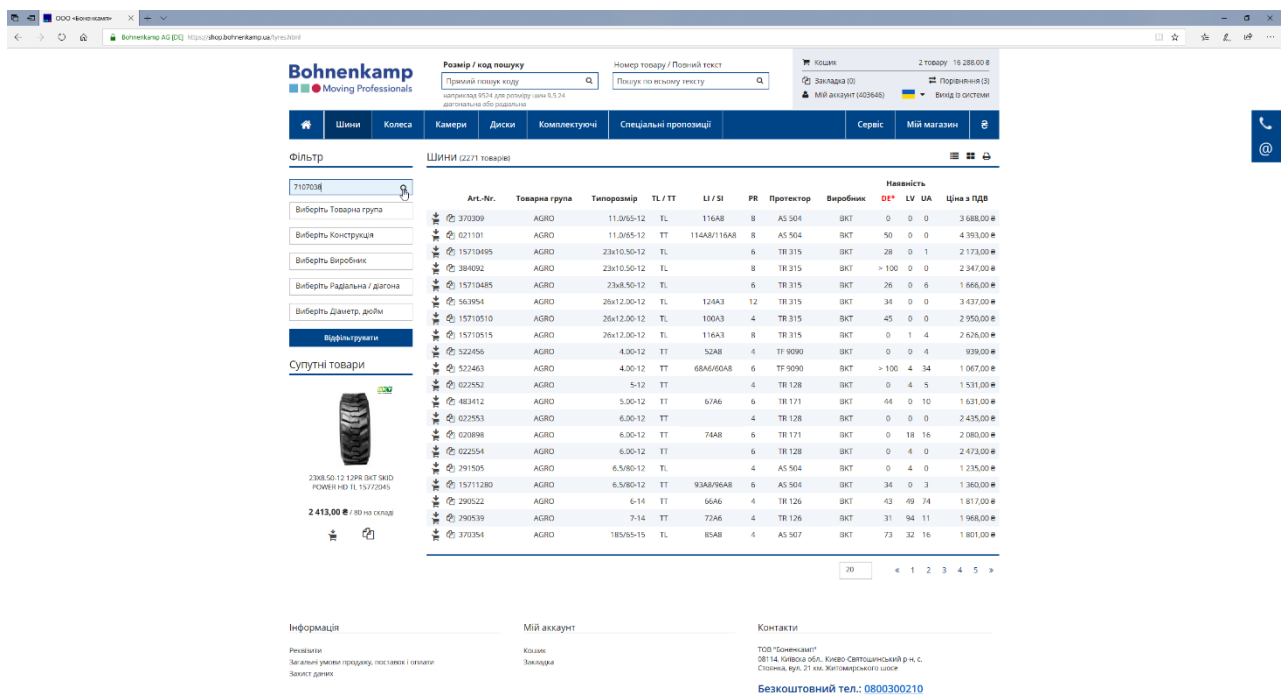 ООО «Боненкамп»
Bohnenkamp AG [DE] https://shop.bohnenkamp.ua/tyres.html
Bohnenkamp
Moving Professionals
Розмір / код пошуку
Прямий пошук коду
наприклад 9524 для розміру шин 9,5 24
діагональна або радіальна
Номер товару / Повний текст
Пошук по всьому тексту
Кошик 2 товару 16 288.00 ₴
Закладка (0) Порівняння (3)
Мій аккаунт (403646) Вихід із системи
Шини Колеса Камери Диски Комплектуючі Спеціальні пропозиції Сервіс Мій магазин ₴
Фільтр
7107038
Виберіть Товарна група
Виберіть Конструкція
Виберіть Виробник
Виберіть Радіальна / діагона
Виберіть Діаметр, дюйм
Відфільтрувати
Супутні товари
BKT
23X8.50-12 12PR BKT SKID
POWER HD TL 15772045
2 413,00 ₴ / 80 на складі
Шини (2271 товарів)
Наявність
Art.-Nr. Товарна група Типорозмір TL / TT LI / SI PR Протектор Виробник DE* LV UA Ціна з ПДВ
370309 AGRO 11.0/65-12 TL 116A8 8 AS 504 BKT 0 0 0 3 688,00 ₴
021101 AGRO 11.0/65-12 TT 114A8/116A8 8 AS 504 BKT 50 0 0 4 393,00 ₴
15710495 AGRO 23x10.50-12 TL 6 TR 315 BKT 28 0 1 2 173,00 ₴
384092 AGRO 23x10.50-12 TL 8 TR 315 BKT > 100 0 0 2 347,00 ₴
15710485 AGRO 23x8.50-12 TL 6 TR 315 BKT 26 0 6 1 666,00 ₴
563954 AGRO 26x12.00-12 TL 124A3 12 TR 315 BKT 34 0 0 3 437,00 ₴
15710510 AGRO 26x12.00-12 TL 100A3 4 TR 315 BKT 45 0 0 2 950,00 ₴
15710515 AGRO 26x12.00-12 TL 116A3 8 TR 315 BKT 0 1 4 2 626,00 ₴
522456 AGRO 4.00-12 TT 52A8 4 TF 9090 BKT 0 0 4 939,00 ₴
522463 AGRO 4.00-12 TT 68A6/60A8 6 TF 9090 BKT > 100 4 34 1 067,00 ₴
022552 AGRO 5-12 TT 4 TR 128 BKT 0 4 5 1 531,00 ₴
483412 AGRO 5.00-12 TT 67A6 6 TR 171 BKT 44 0 10 1 631,00 ₴
022553 AGRO 6.00-12 TT 4 TR 128 BKT 0 0 0 2 435,00 ₴
020898 AGRO 6.00-12 TT 74A8 6 TR 171 BKT 0 18 16 2 080,00 ₴
022554 AGRO 6.00-12 TT 6 TR 128 BKT 0 4 0 2 473,00 ₴
291505 AGRO 6.5/80-12 TL 4 AS 504 BKT 0 4 0 1 235,00 ₴
15711280 AGRO 6.5/80-12 TT 93A8/96A8 6 AS 504 BKT 34 0 3 1 360,00 ₴
290522 AGRO 6-14 TT 66A6 4 TR 126 BKT 43 49 74 1 817,00 ₴
290539 AGRO 7-14 TT 72A6 4 TR 126 BKT 31 94 11 1 968,00 ₴
370354 AGRO 185/65-15 TL 85A8 4 AS 507 BKT 73 32 16 1 801,00 ₴
20 « 1 2 3 4 5 »
Інформація
Реквізити
Загальні умови продажу, поставок і оплати
Захист даних
Мій аккаунт
Кошик
Закладка
Контакти
ТОВ "Боненкамп"
08114, Київска обл., Києво-Святошинський р-н, с.
Стоянка, вул. 21 км. Житомирського шосе
Безкоштовний тел.: 0800300210